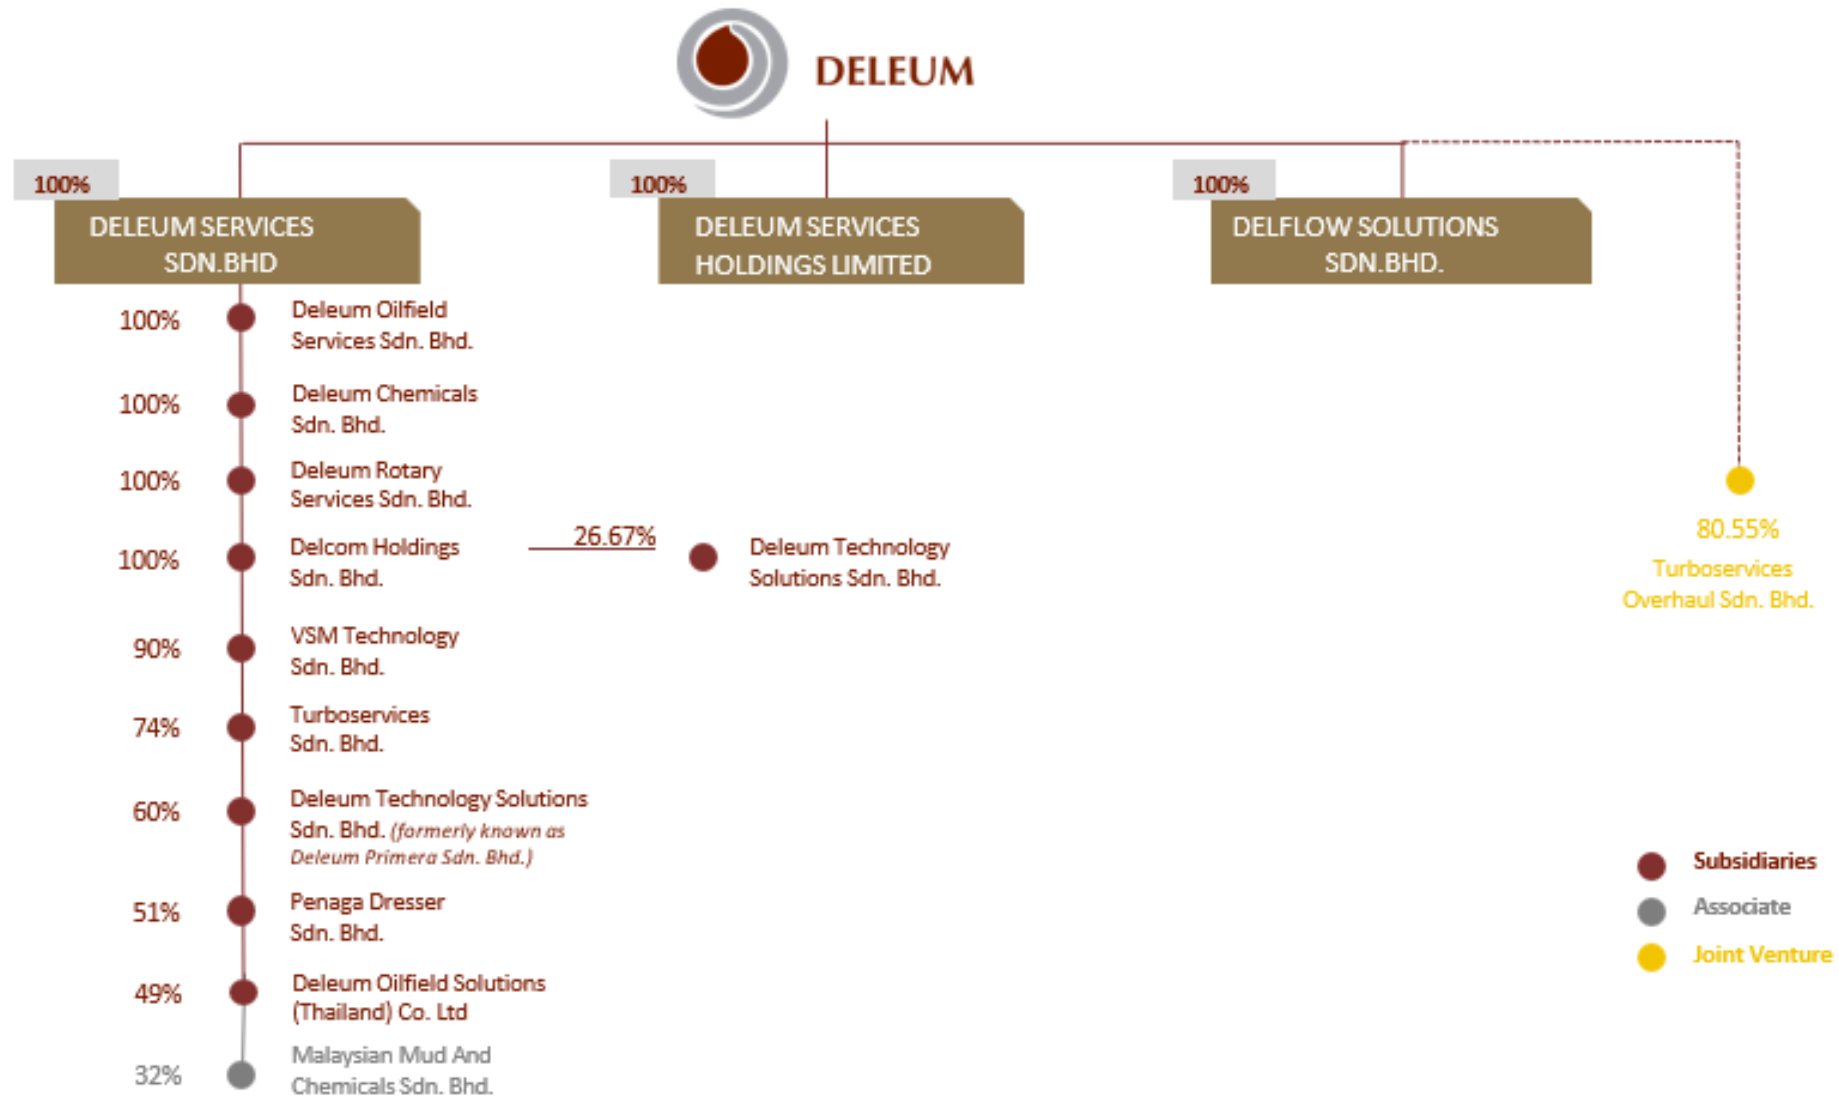 DELEUM
100%
DELEUM SERVICES
SDN.BHD
100%
DELEUM SERVICES
HOLDINGS LIMITED
100%
DELFLOW SOLUTIONS
SDN.BHD.
100%
Deleum Oilfield
Services Sdn. Bhd.
100%
Deleum Chemicals
Sdn. Bhd.
100%
Deleum Rotary
Services Sdn. Bhd.
100%
Delcom Holdings
Sdn. Bhd.
26.67%
Deleum Technology
Solutions Sdn. Bhd.
90%
VSM Technology
Sdn. Bhd.
74%
Turboservices
Sdn. Bhd.
60%
Deleum Technology Solutions
Sdn. Bhd. (formerly known as
Deleum Primera Sdn. Bhd.)
51%
Penaga Dresser
Sdn. Bhd.
49%
Deleum Oilfield Solutions
(Thailand) Co. Ltd
32%
Malaysian Mud And
Chemicals Sdn. Bhd.
80.55%
Turboservices
Overhaul Sdn. Bhd.
Subsidiaries
Associate
Joint Venture